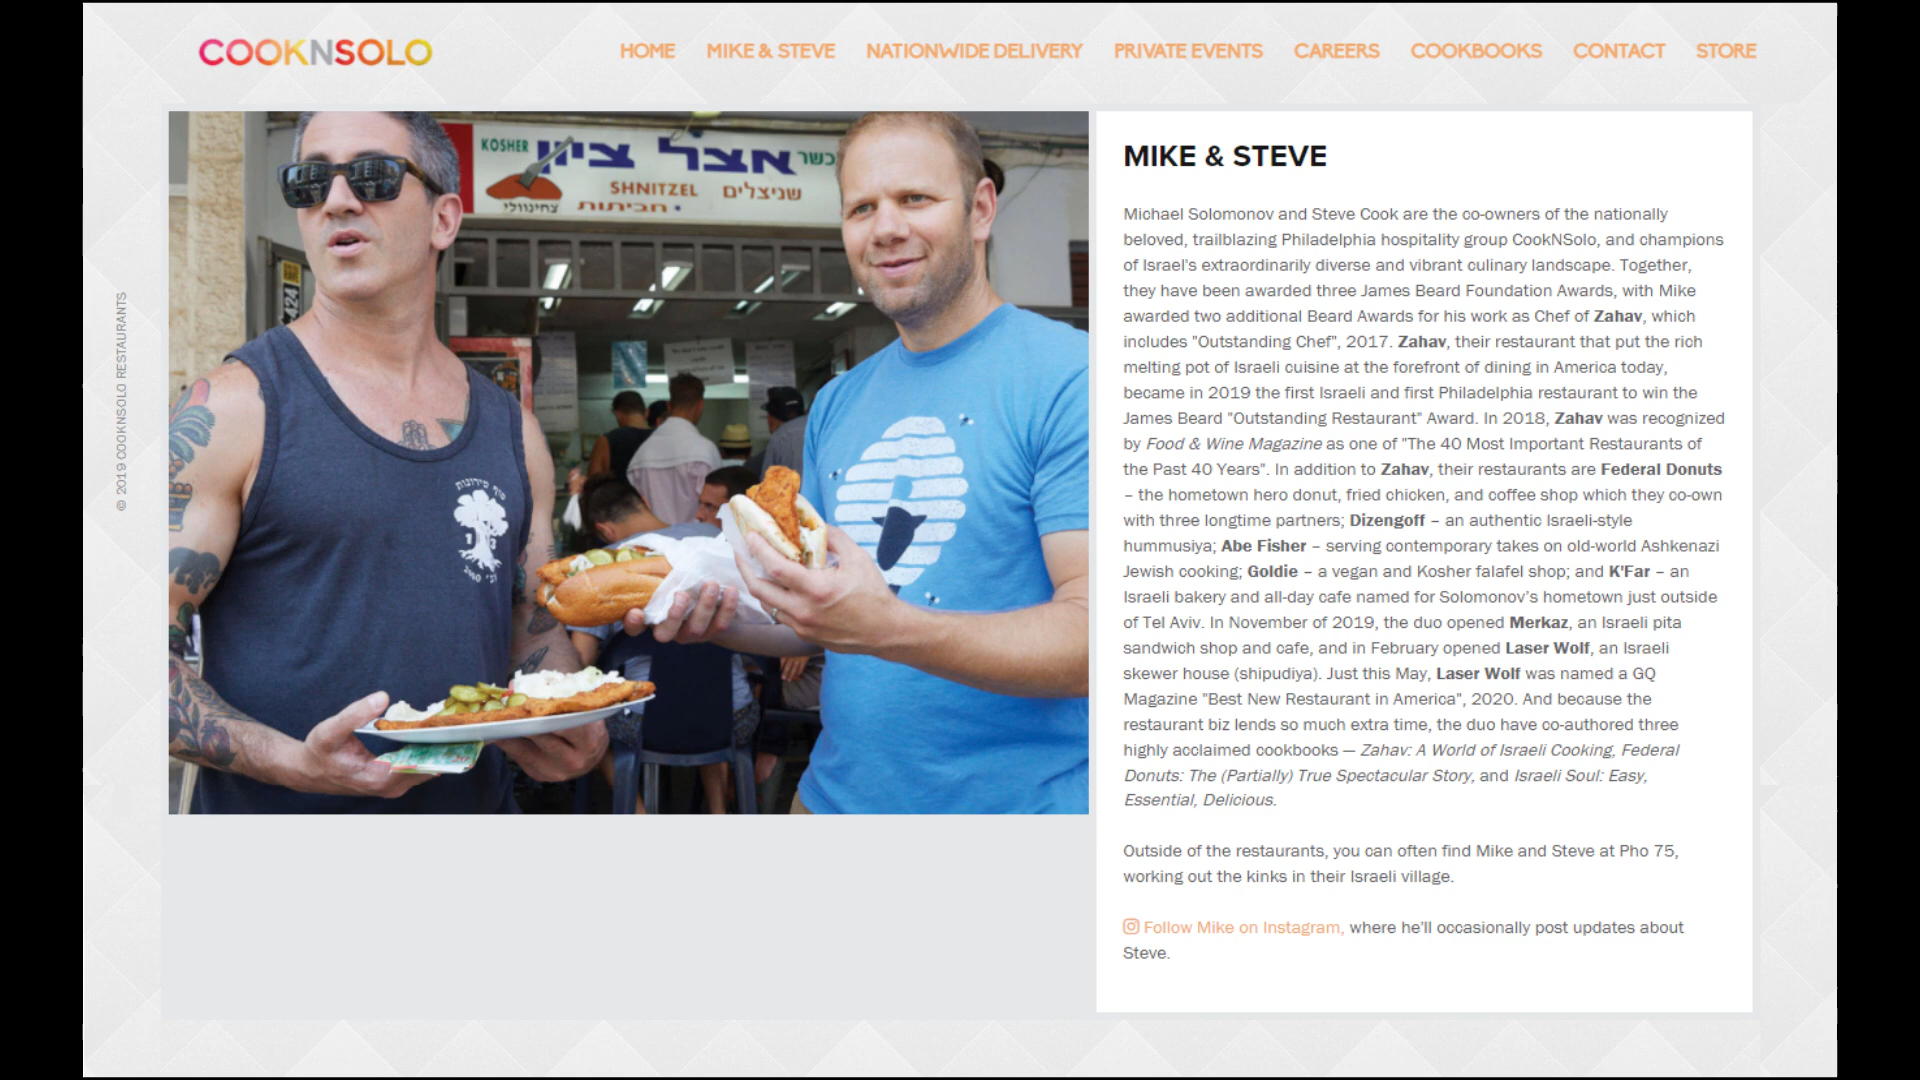 COOKNSOLO
HOME MIKE & STEVE NATIONWIDE DELIVERY PRIVATE EVENTS CAREERS COOKBOOKS CONTACT STORE
© 2019 COOKNSOLO RESTAURANTS
KOSHER אצל ציון כשר
SHNITZEL שניצלים
חביתות
424
סוף מירונות
13
MIKE & STEVE
Michael Solomonov and Steve Cook are the co-owners of the nationally
beloved, trailblazing Philadelphia hospitality group CookNSolo, and champions
of Israel's extraordinarily diverse and vibrant culinary landscape. Together,
they have been awarded three James Beard Foundation Awards, with Mike
awarded two additional Beard Awards for his work as Chef of Zahav, which
includes "Outstanding Chef", 2017. Zahav, their restaurant that put the rich
melting pot of Israeli cuisine at the forefront of dining in America today,
became in 2019 the first Israeli and first Philadelphia restaurant to win the
James Beard "Outstanding Restaurant" Award. In 2018, Zahav was recognized
by Food & Wine Magazine as one of "The 40 Most Important Restaurants of
the Past 40 Years". In addition to Zahav, their restaurants are Federal Donuts
– the hometown hero donut, fried chicken, and coffee shop which they co-own
with three longtime partners; Dizengoff – an authentic Israeli-style
hummusiya; Abe Fisher – serving contemporary takes on old-world Ashkenazi
Jewish cooking; Goldie – a vegan and Kosher falafel shop; and K'Far – an
Israeli bakery and all-day cafe named for Solomonov's hometown just outside
of Tel Aviv. In November of 2019, the duo opened Merkaz, an Israeli pita
sandwich shop and cafe, and in February opened Laser Wolf, an Israeli
skewer house (shipudiya). Just this May, Laser Wolf was named a GQ
Magazine "Best New Restaurant in America", 2020. And because the
restaurant biz lends so much extra time, the duo have co-authored three
highly acclaimed cookbooks — Zahav: A World of Israeli Cooking, Federal
Donuts: The (Partially) True Spectacular Story, and Israeli Soul: Easy,
Essential, Delicious.
Outside of the restaurants, you can often find Mike and Steve at Pho 75,
working out the kinks in their Israeli village.
Follow Mike on Instagram, where he'll occasionally post updates about
Steve.